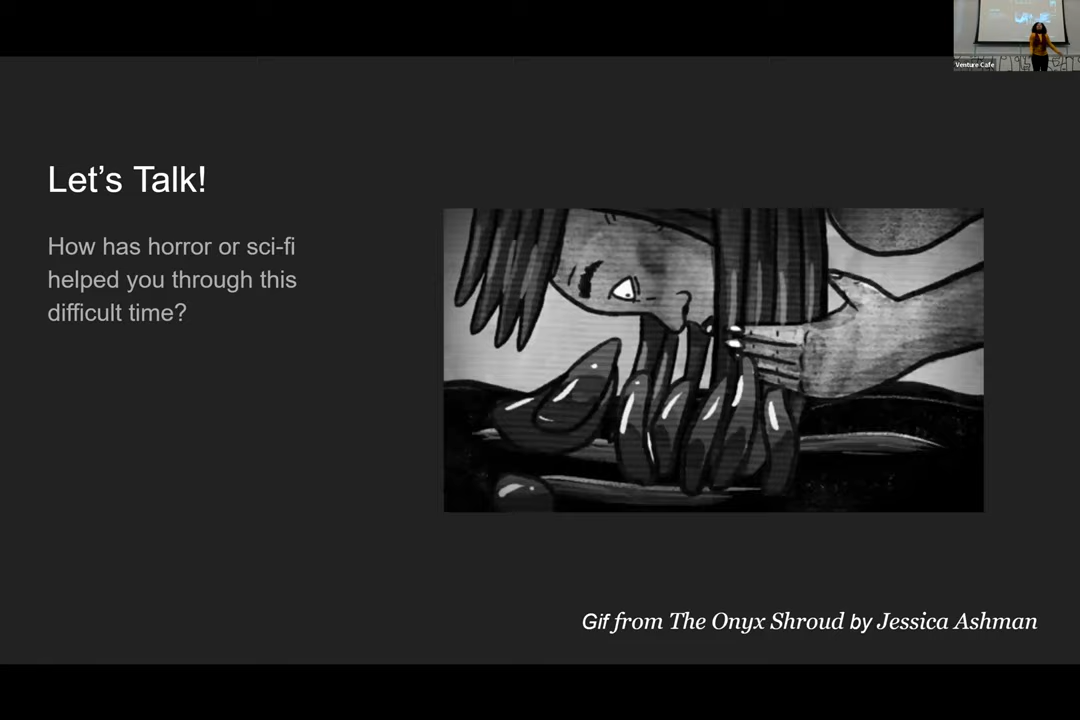 Venture Cafe
Let’s Talk!
How has horror or sci-fi
helped you through this
difficult time?
Gif from The Onyx Shroud by Jessica Ashman